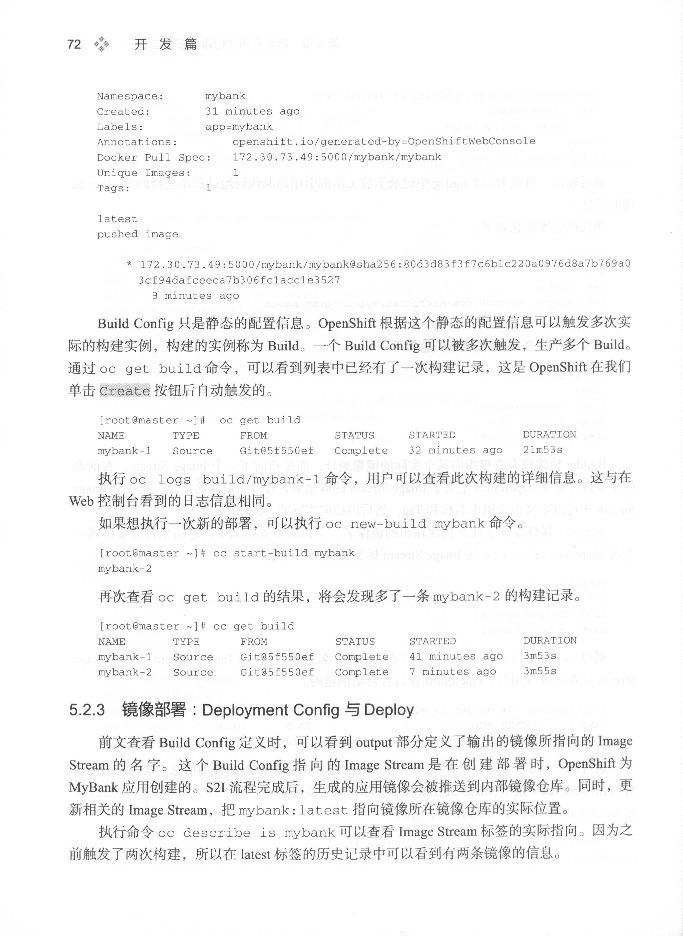 72 开发篇
Namespace: mybank
Created: 31 minutes ago
Labels: app=mybank
Annotations: openshift.io/generated-by=OpenShiftWebConsole
Docker Pull Spec: 172.30.73.49:5000/mybank/mybank
Unique Images: 1
Tags: 1
latest
pushed image
* 172.30.73.49:5000/mybank/mybank@sha256:80d3d83f3f7c6b1c220a0976d8a7b769a0
3cf94dafceeca7b306fc1acc1e3527
9 minutes ago
Build Config 只是静态的配置信息。OpenShift 根据这个静态的配置信息可以触发多次实
际的构建实例，构建的实例称为 Build。一个 Build Config 可以被多次触发，生产多个 Build。
通过 oc get build 命令，可以看到列表中已经有了一次构建记录，这是 OpenShift 在我们
单击 Create 按钮后自动触发的。
[root@master ~]# oc get build
NAME TYPE FROM STATUS STARTED DURATION
mybank-1 Source Git@5f550ef Complete 32 minutes ago 21m53s
执行 oc logs build/mybank-1 命令，用户可以查看此次构建的详细信息。这与在
Web 控制台看到的日志信息相同。
如果想执行一次新的部署，可以执行 oc new-build mybank 命令。
[root@master ~]# oc start-build mybank
mybank-2
再次查看 oc get build 的结果，将会发现多了一条 mybank-2 的构建记录。
[root@master ~]# oc get build
NAME TYPE FROM STATUS STARTED DURATION
mybank-1 Source Git@5f550ef Complete 41 minutes ago 3m53s
mybank-2 Source Git@5f550ef Complete 7 minutes ago 3m55s
5.2.3 镜像部署：Deployment Config 与 Deploy
前文查看 Build Config 定义时，可以看到 output 部分定义了输出的镜像所指向的 Image
Stream 的名字。这个 Build Config 指向的 Image Stream 是在创建部署时，OpenShift 为
MyBank 应用创建的。S2I 流程完成后，生成的应用镜像会被推送到内部镜像仓库。同时，更
新相关的 Image Stream，把 mybank:latest 指向镜像所在镜像仓库的实际位置。
执行命令 oc describe is mybank 可以查看 Image Stream 标签的实际指向。因为之
前触发了两次构建，所以在 latest 标签的历史记录中可以看到有两条镜像的信息。